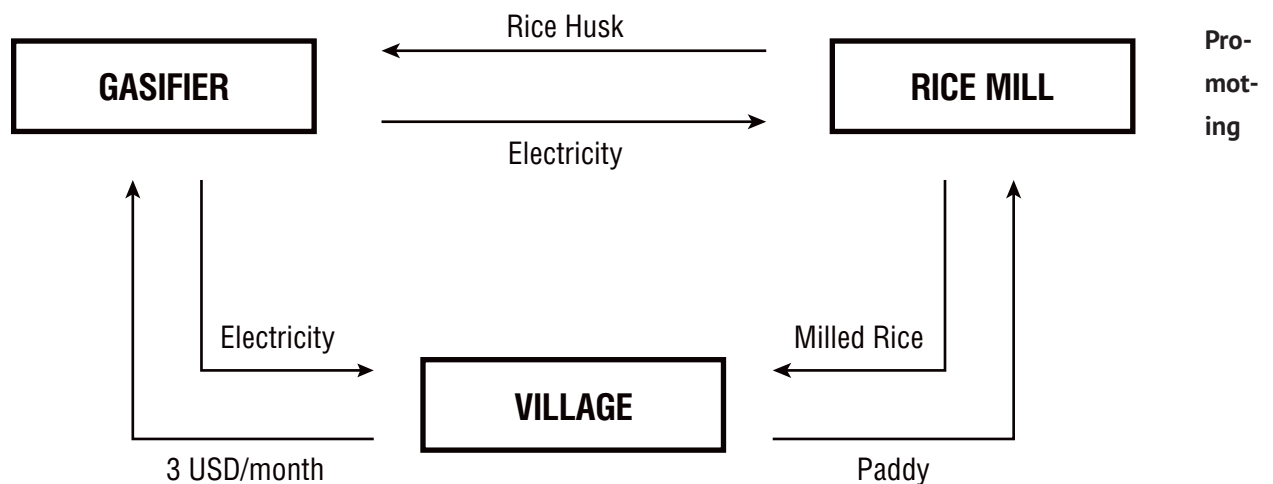 Rice Husk
GASIFIER
RICE MILL
Electricity
Pro-
mot-
ing
Electricity
Milled Rice
VILLAGE
3 USD/month
Paddy